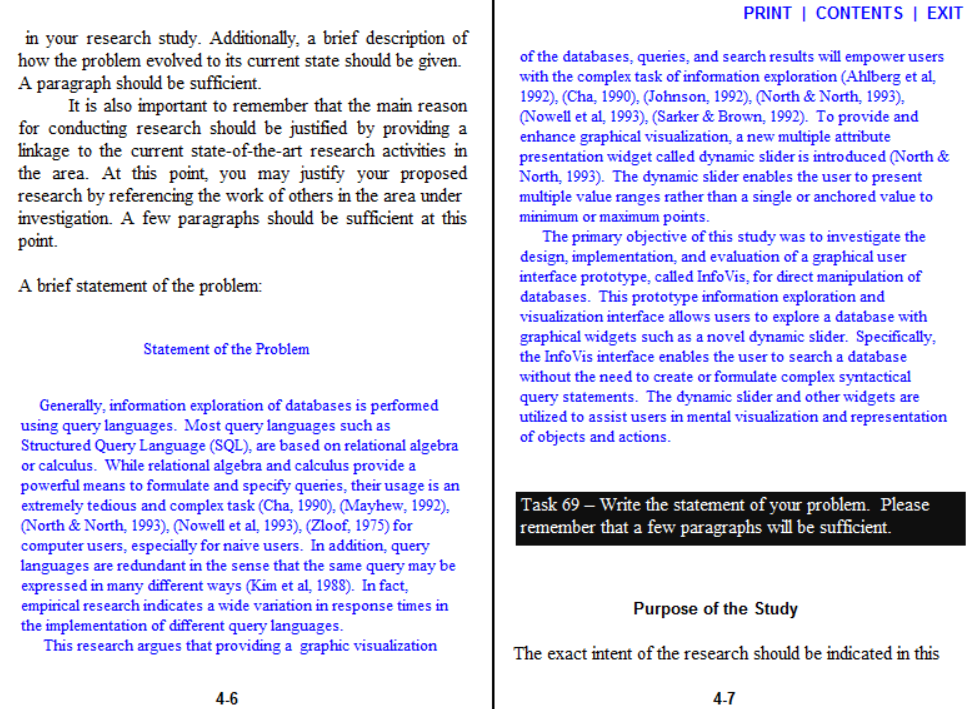 in your research study. Additionally, a brief description of
how the problem evolved to its current state should be given.
A paragraph should be sufficient.
It is also important to remember that the main reason
for conducting research should be justified by providing a
linkage to the current state-of-the-art research activities in
the area. At this point, you may justify your proposed
research by referencing the work of others in the area under
investigation. A few paragraphs should be sufficient at this
point.
A brief statement of the problem:
Statement of the Problem
Generally, information exploration of databases is performed
using query languages. Most query languages such as
Structured Query Language (SQL), are based on relational algebra
or calculus. While relational algebra and calculus provide a
powerful means to formulate and specify queries, their usage is an
extremely tedious and complex task (Cha, 1990), (Mayhew, 1992),
(North & North, 1993), (Nowell et al, 1993), (Zloof, 1975) for
computer users, especially for naive users. In addition, query
languages are redundant in the sense that the same query may be
expressed in many different ways (Kim et al, 1988). In fact,
empirical research indicates a wide variation in response times in
the implementation of different query languages.
This research argues that providing a graphic visualization
4-6
PRINT | CONTENTS | EXIT
of the databases, queries, and search results will empower users
with the complex task of information exploration (Ahlberg et al,
1992), (Cha, 1990), (Johnson, 1992), (North & North, 1993),
(Nowell et al, 1993), (Sarker & Brown, 1992). To provide and
enhance graphical visualization, a new multiple attribute
presentation widget called dynamic slider is introduced (North &
North, 1993). The dynamic slider enables the user to present
multiple value ranges rather than a single or anchored value to
minimum or maximum points.
The primary objective of this study was to investigate the
design, implementation, and evaluation of a graphical user
interface prototype, called InfoVis, for direct manipulation of
databases. This prototype information exploration and
visualization interface allows users to explore a database with
graphical widgets such as a novel dynamic slider. Specifically,
the InfoVis interface enables the user to search a database
without the need to create or formulate complex syntactical
query statements. The dynamic slider and other widgets are
utilized to assist users in mental visualization and representation
of objects and actions.
Task 69 – Write the statement of your problem. Please
remember that a few paragraphs will be sufficient.
Purpose of the Study
The exact intent of the research should be indicated in this
4-7